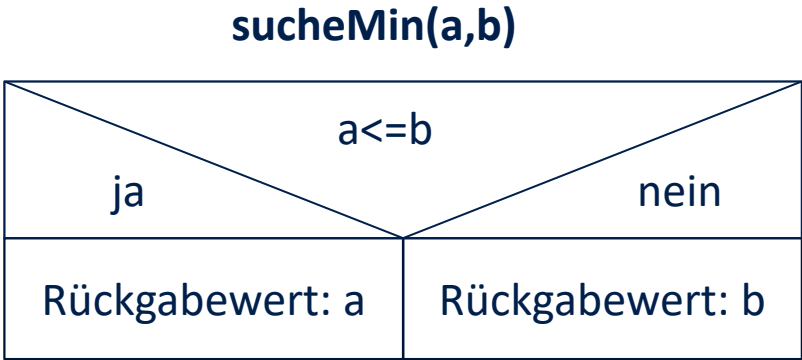 sucheMin(a,b)
a<=b
ja
nein
Rückgabewert: a
Rückgabewert: b